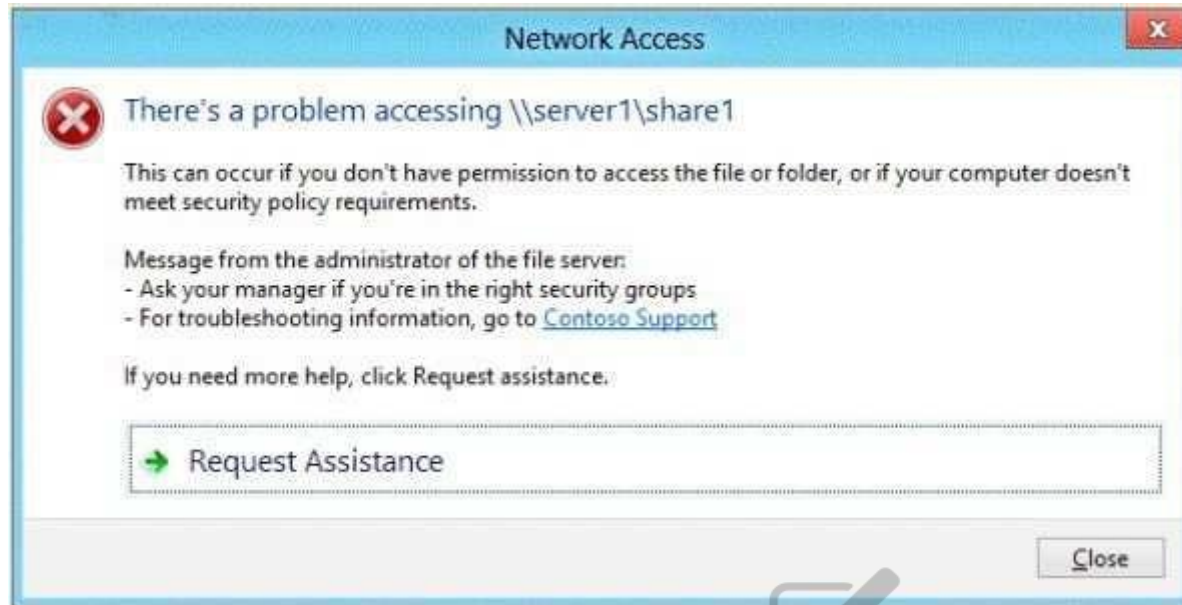 Network Access
There's a problem accessing \\server1\share1
This can occur if you don't have permission to access the file or folder, or if your computer doesn't
meet security policy requirements.
Message from the administrator of the file server:
- Ask your manager if you're in the right security groups
- For troubleshooting information, go to Contoso Support
If you need more help, click Request assistance.
Request Assistance
Close